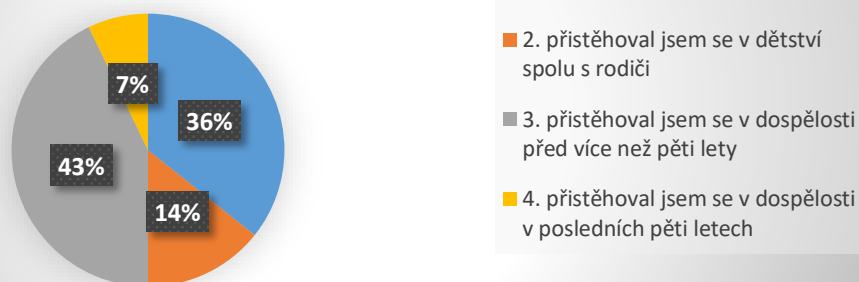 7%
36%
43%
14%
2. přistěhoval jsem se v dětství
spolu s rodiči
3. přistěhoval jsem se v dospělosti
před více než pěti lety
4. přistěhoval jsem se v dospělosti
v posledních pěti letech